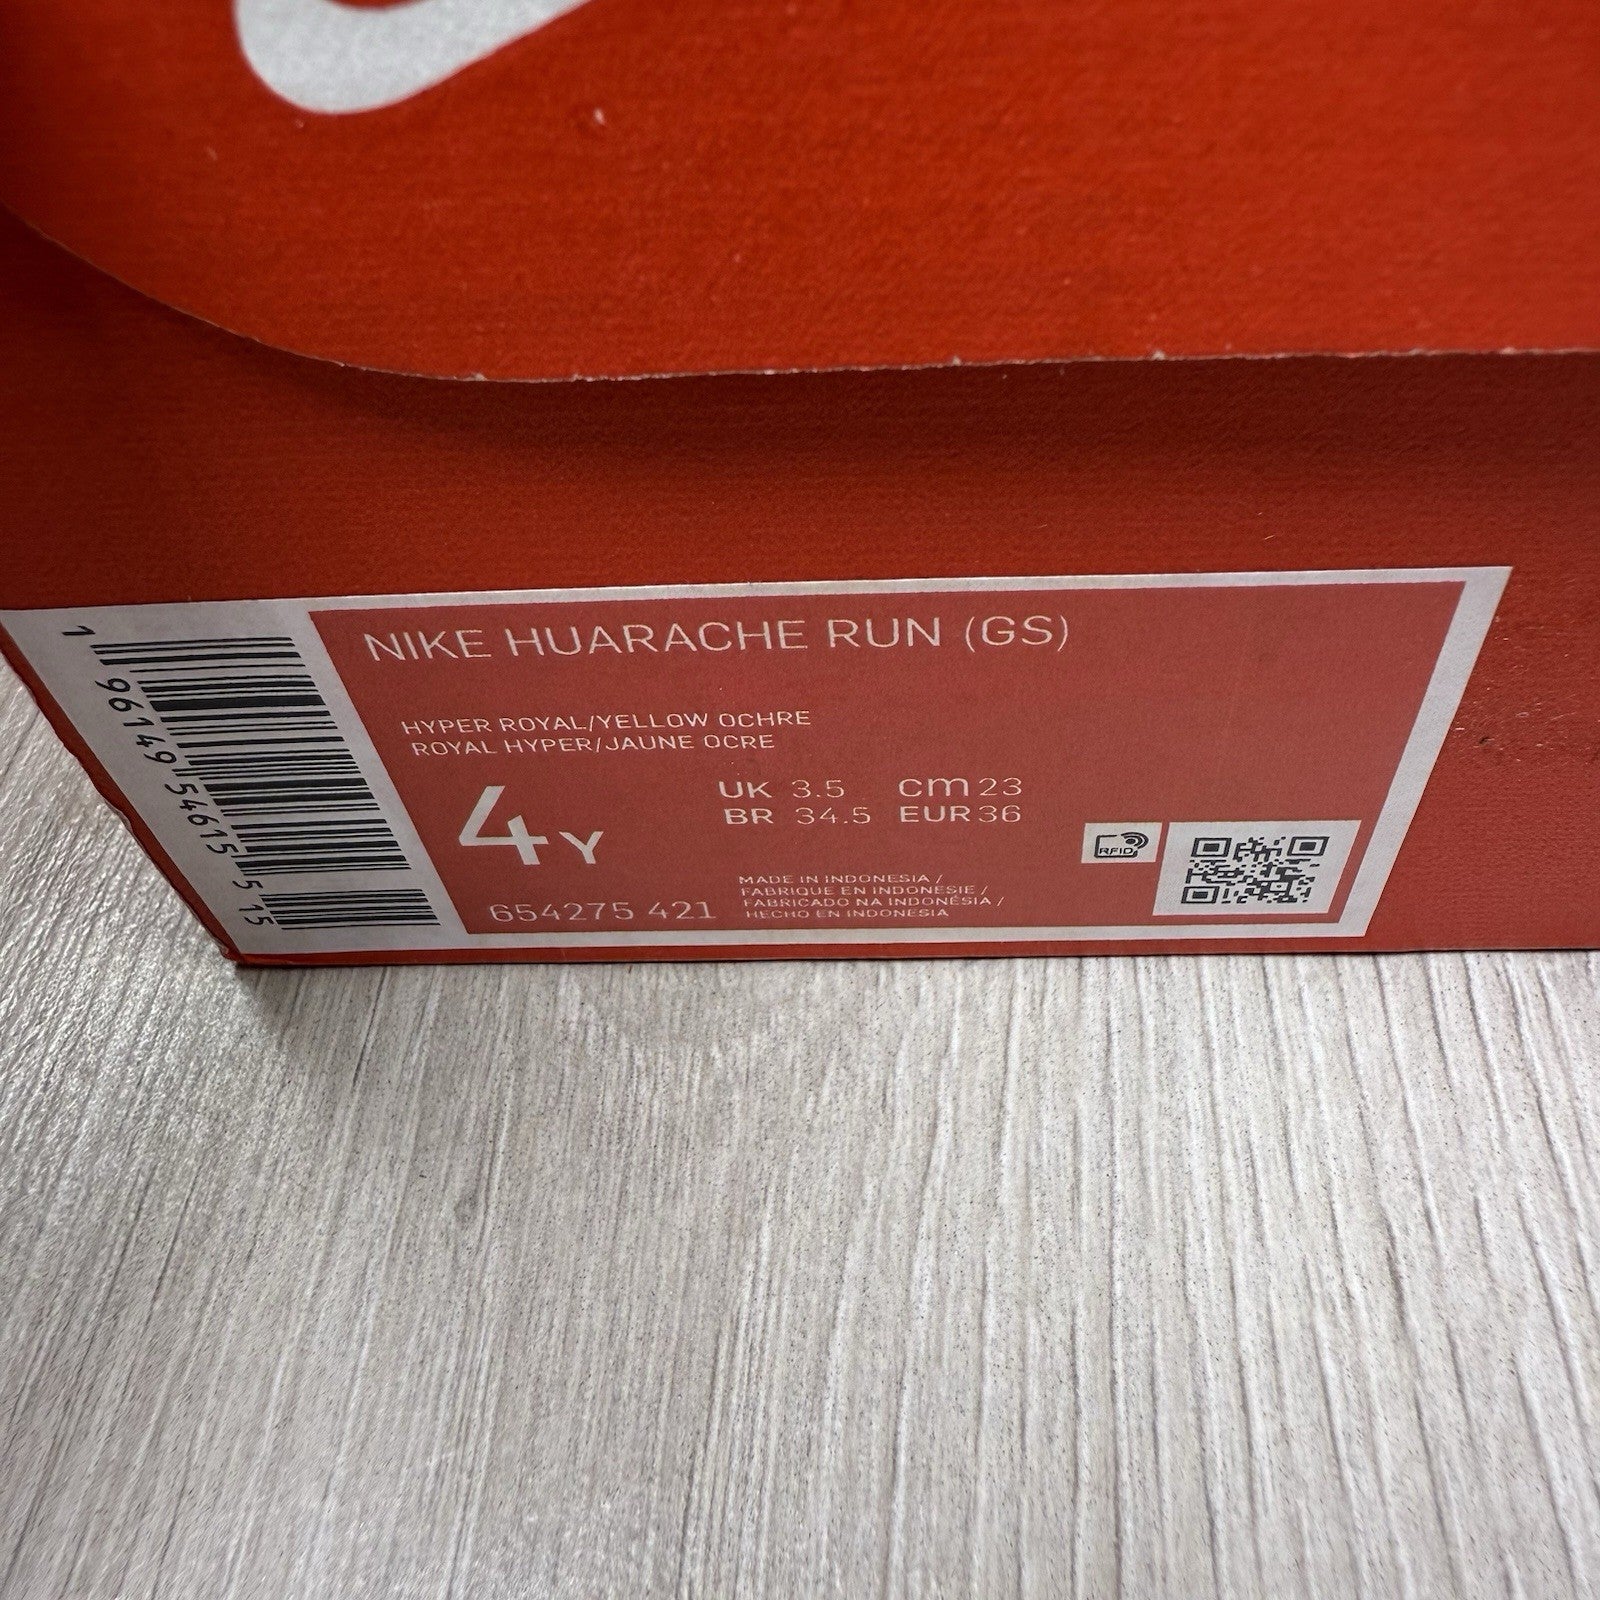 NIKE HUARACHE RUN (GS)
HYPER ROYAL/YELLOW OCHRE
ROYAL HYPER/JAUNE OCRE
4Y
UK 3.5 cm 23
BR 34.5 EUR 36
654275 421
MADE IN INDONESIA /
FABRIQUE EN INDONESIE /
FABRICADO NA INDONÉSIA /
HECHO EN INDONESIA
RFID
1 96149 54615 5 15